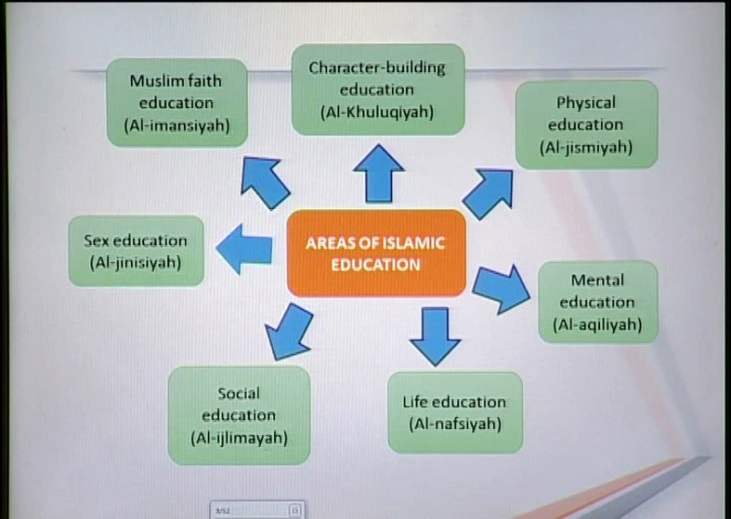 Character-building
education
(Al-Khuluqiyah)
Muslim faith
education
(Al-imansiyah)
Physical
education
(Al-jismiyah)
Sex education
(Al-jinisiyah)
AREAS OF ISLAMIC
EDUCATION
Mental
education
(Al-aqiliyah)
Social
education
(Al-ijlimayah)
Life education
(Al-nafsiyah)